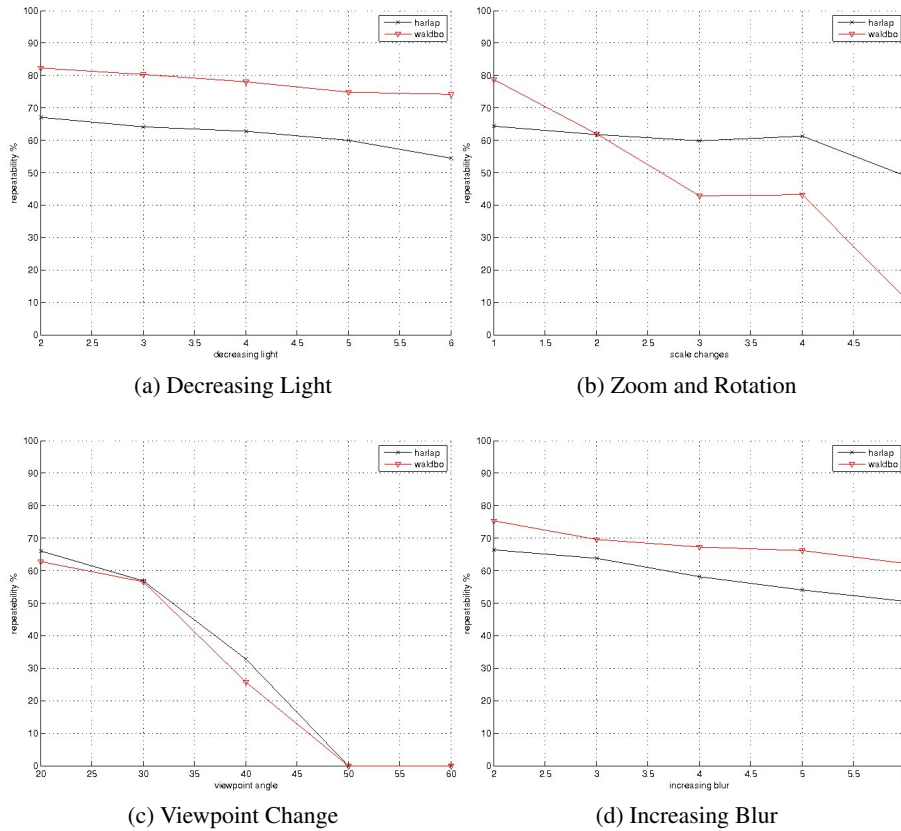 harlap
waldbo
100
90
80
70
60
50
40
30
20
10
0
repeatability %
2 2.5 3 3.5 4 4.5 5 5.5 6
decreasing light
(a) Decreasing Light
harlap
waldbo
100
90
80
70
60
50
40
30
20
10
0
repeatability %
1 1.5 2 2.5 3 3.5 4 4.5
scale changes
(b) Zoom and Rotation
harlap
waldbo
100
90
80
70
60
50
40
30
20
10
0
repeatability %
20 25 30 35 40 45 50 55 60
viewpoint angle
(c) Viewpoint Change
harlap
waldbo
100
90
80
70
60
50
40
30
20
10
0
repeatability %
2 2.5 3 3.5 4 4.5 5 5.5
increasing blur
(d) Increasing Blur